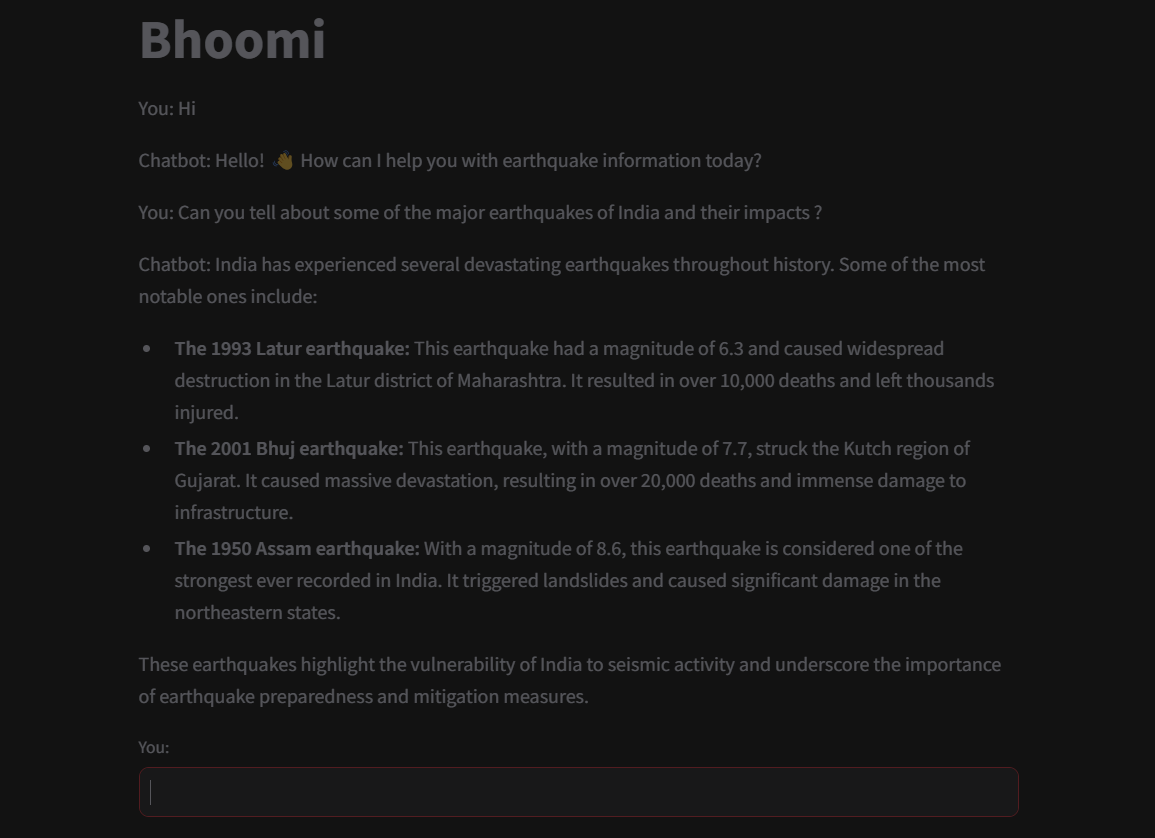 Bhoomi
You: Hi
Chatbot: Hello! 👋 How can I help you with earthquake information today?
You: Can you tell about some of the major earthquakes of India and their impacts ?
Chatbot: India has experienced several devastating earthquakes throughout history. Some of the most
notable ones include:
• The 1993 Latur earthquake: This earthquake had a magnitude of 6.3 and caused widespread
destruction in the Latur district of Maharashtra. It resulted in over 10,000 deaths and left thousands
injured.
• The 2001 Bhuj earthquake: This earthquake, with a magnitude of 7.7, struck the Kutch region of
Gujarat. It caused massive devastation, resulting in over 20,000 deaths and immense damage to
infrastructure.
• The 1950 Assam earthquake: With a magnitude of 8.6, this earthquake is considered one of the
strongest ever recorded in India. It triggered landslides and caused significant damage in the
northeastern states.
These earthquakes highlight the vulnerability of India to seismic activity and underscore the importance
of earthquake preparedness and mitigation measures.
You: